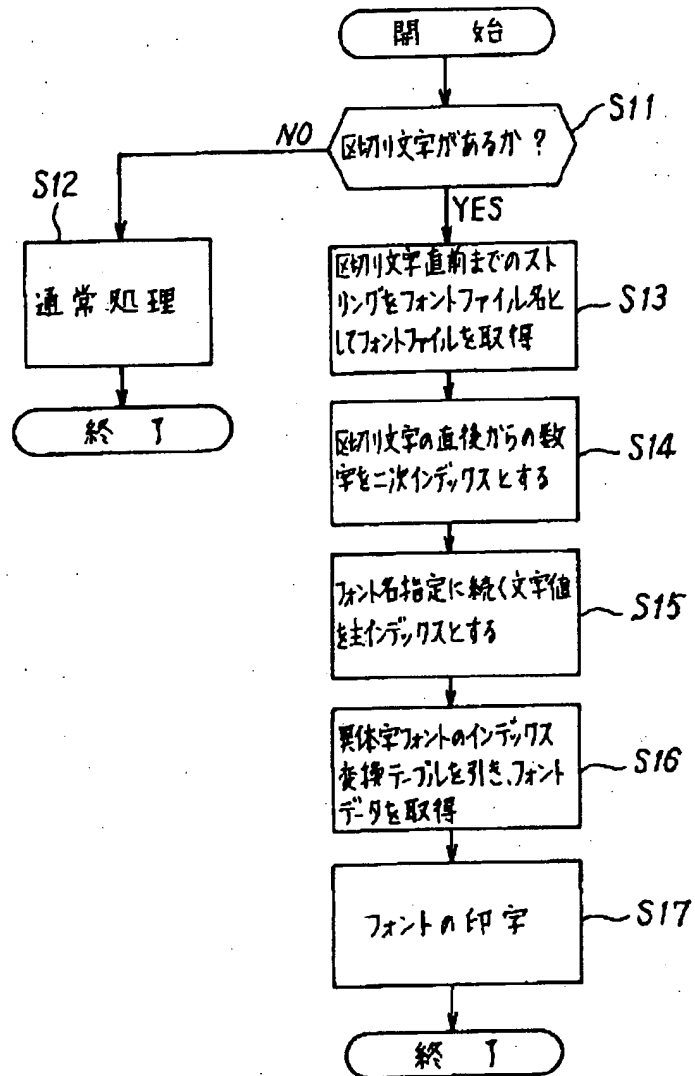 開始
S11
区切り文字があるか?
NO
YES
S12
通常処理
終了
区切り文字直前までのスト
リングをフォントファイル名と
してフォントファイルを取得
S13
区切り文字の直後からの数
字を二次インデックスとする
S14
フォント名指定に続く文字値
を主インデックスとする
S15
異体字フォントのインデックス
変換テーブルを引き、フォント
データを取得
S16
フォントの印字
S17
終了